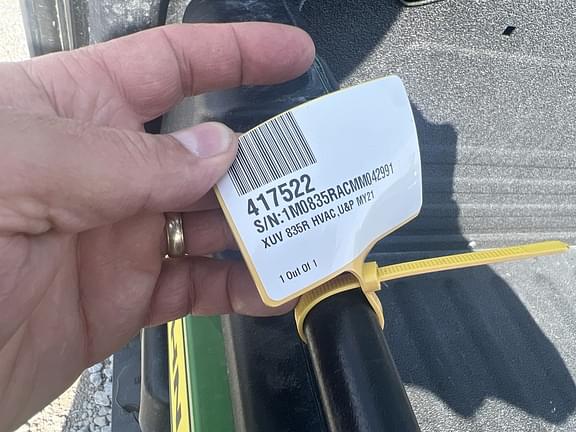 417522
S/N:1M0835RACMM042991
XUV 835R HVAC,U&P MY21
1 Out Of 1